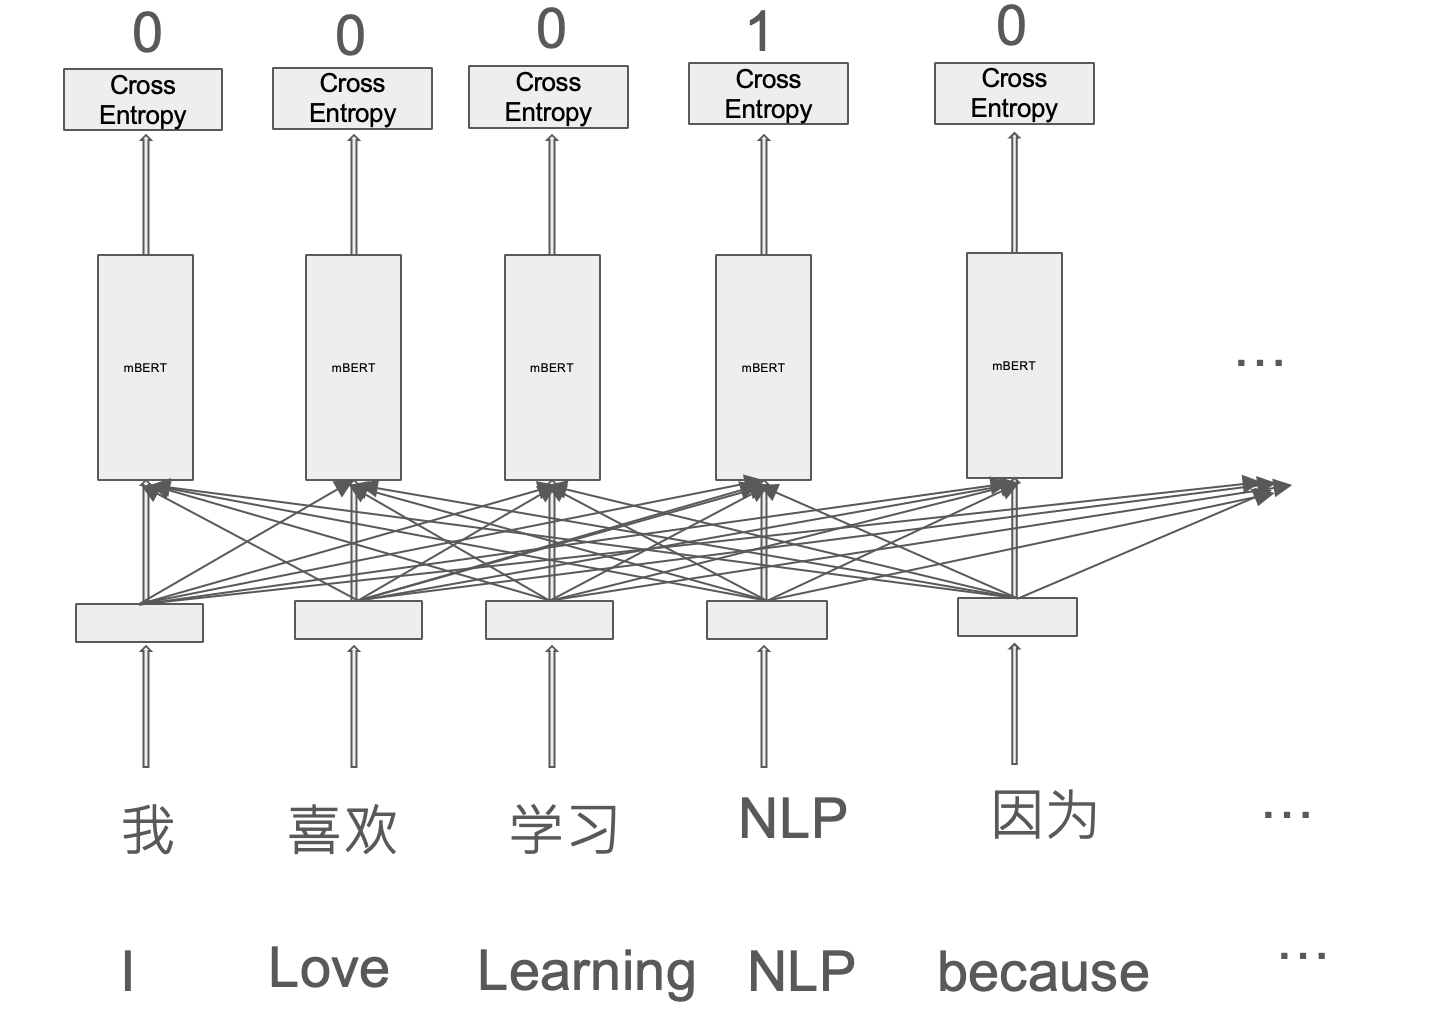 0 0 0 1 0
Cross Entropy Cross Entropy Cross Entropy Cross Entropy Cross Entropy
mBERT mBERT mBERT mBERT mBERT ...
我 喜欢 学习 NLP 因为 ...
I Love Learning NLP because ...